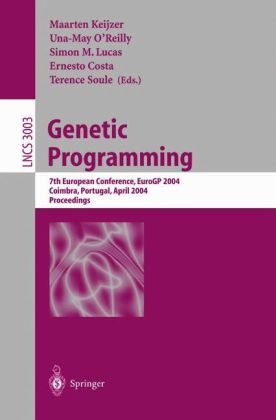 Maarten Keijzer
Una-May O'Reilly
Simon M. Lucas
Ernesto Costa
Terence Soule (Eds.)
LNCS 3003
Genetic
Programming
7th European Conference, EuroGP 2004
Coimbra, Portugal, April 2004
Proceedings
Springer